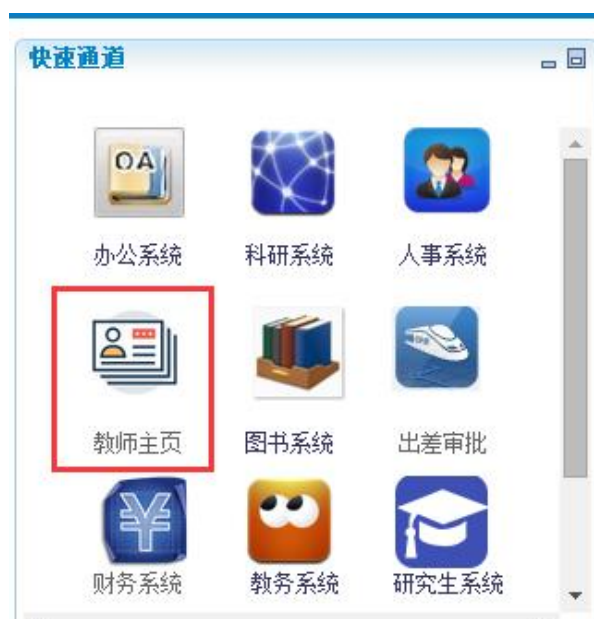 快速通道
OA
办公系统
科研系统
人事系统
教师主页
图书系统
出差审批
¥
财务系统
教务系统
研究生系统